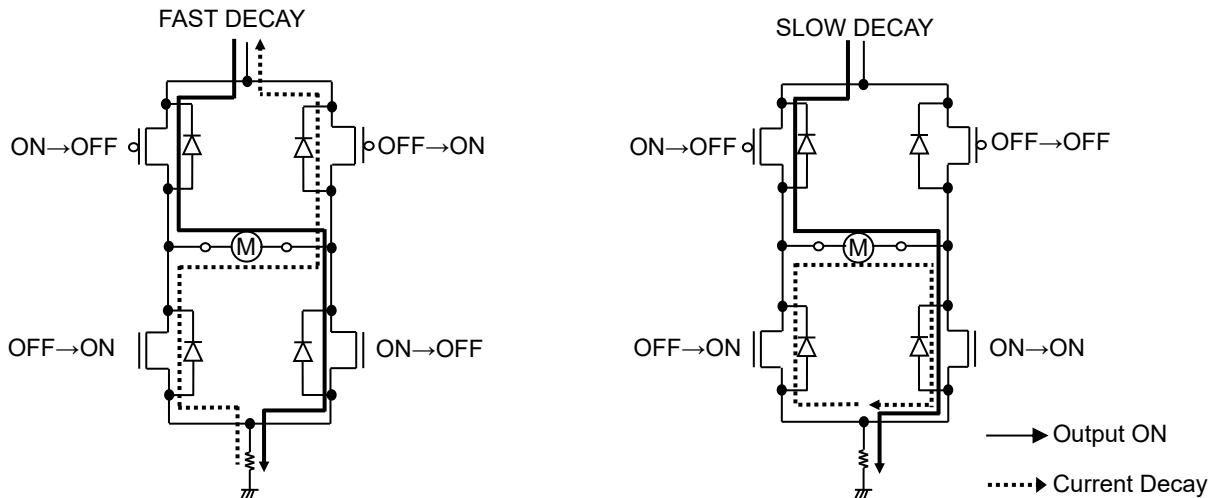 FAST DECAY
ON→OFF
OFF→ON
M
OFF→ON
ON→OFF
SLOW DECAY
ON→OFF
OFF→OFF
M
OFF→ON
ON→ON
Output ON
Current Decay